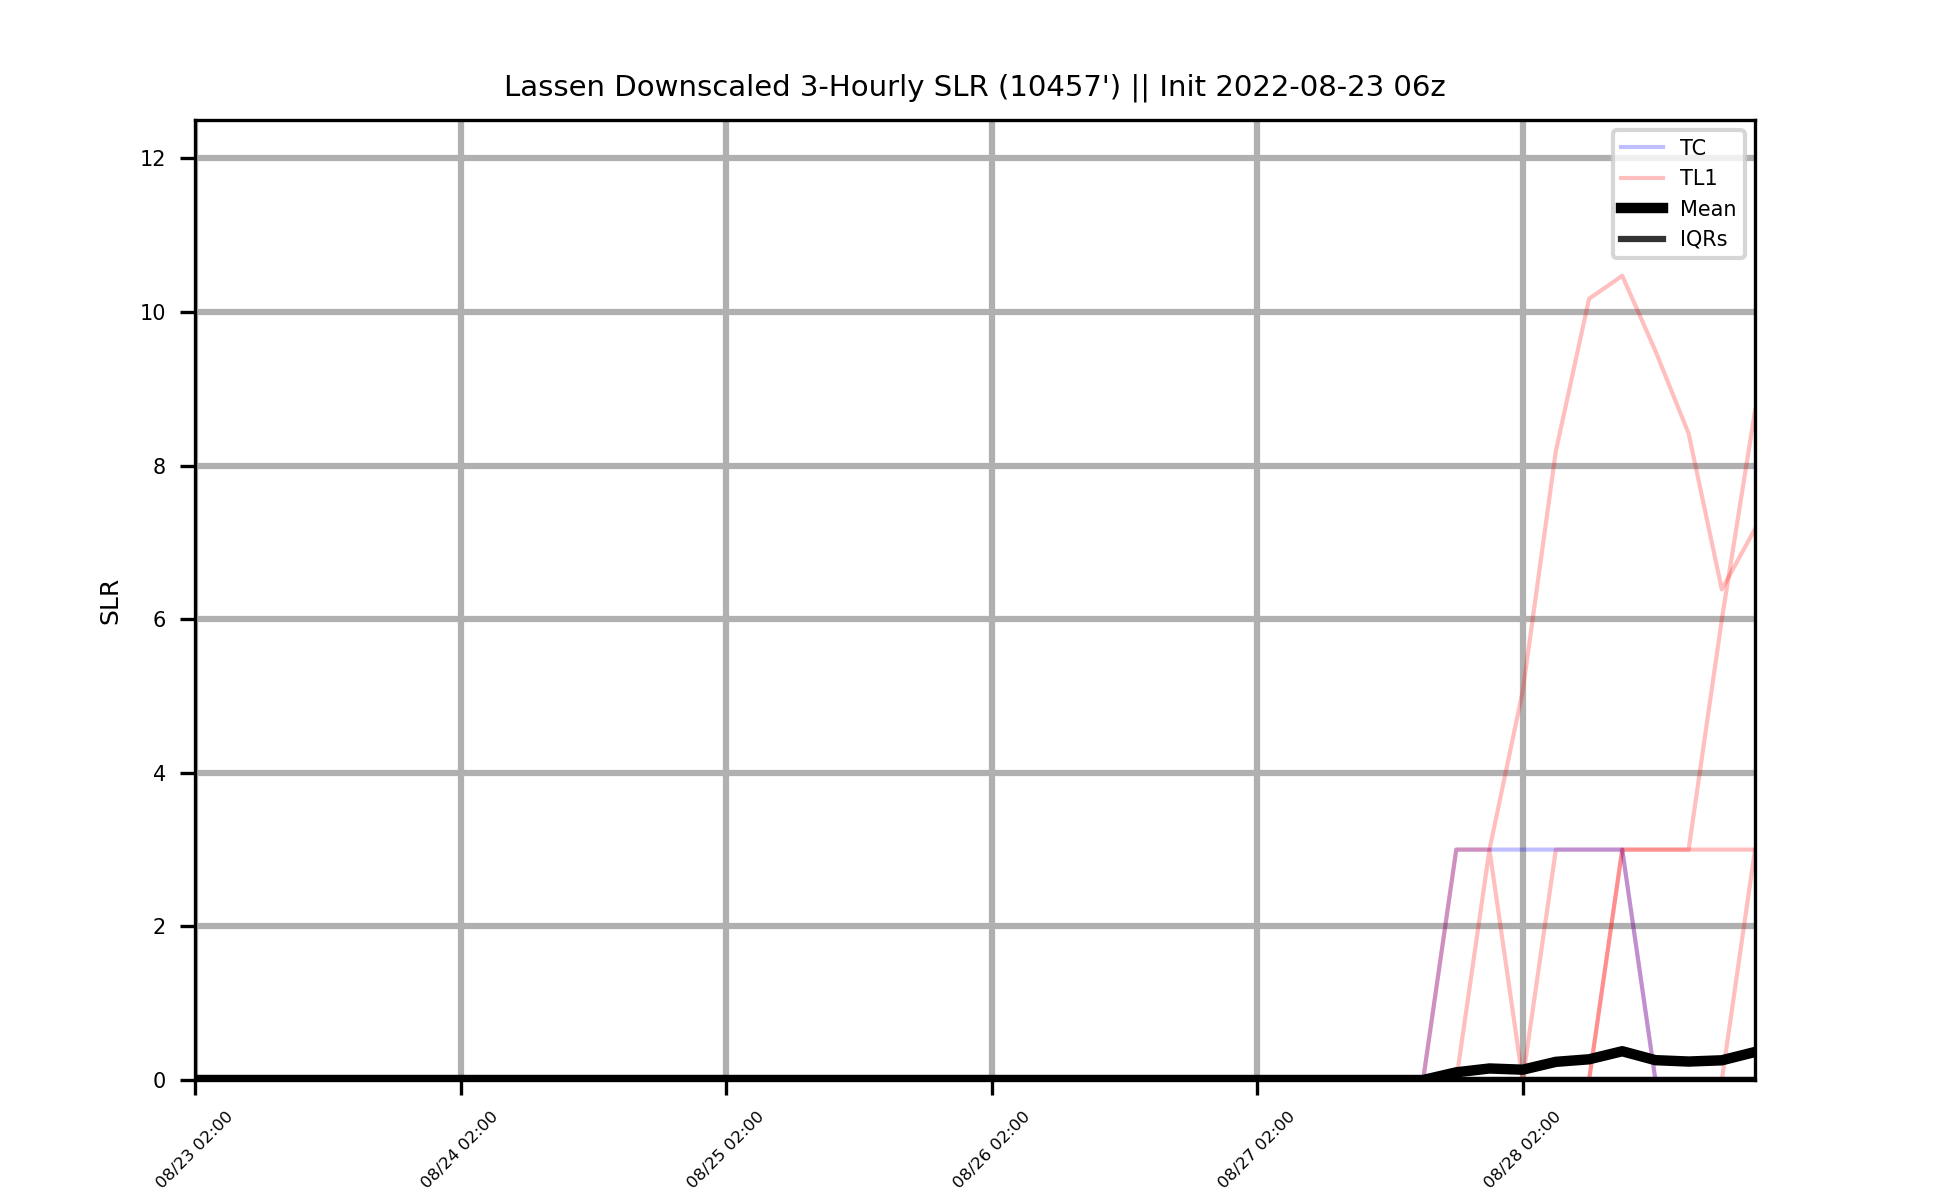 Lassen Downscaled 3-Hourly SLR (10457') || Init 2022-08-23 06z
TC
TL1
Mean
IQRs
12
10
8
6
4
2
0
SLR
08/23 02:00
08/24 02:00
08/25 02:00
08/26 02:00
08/27 02:00
08/28 02:00